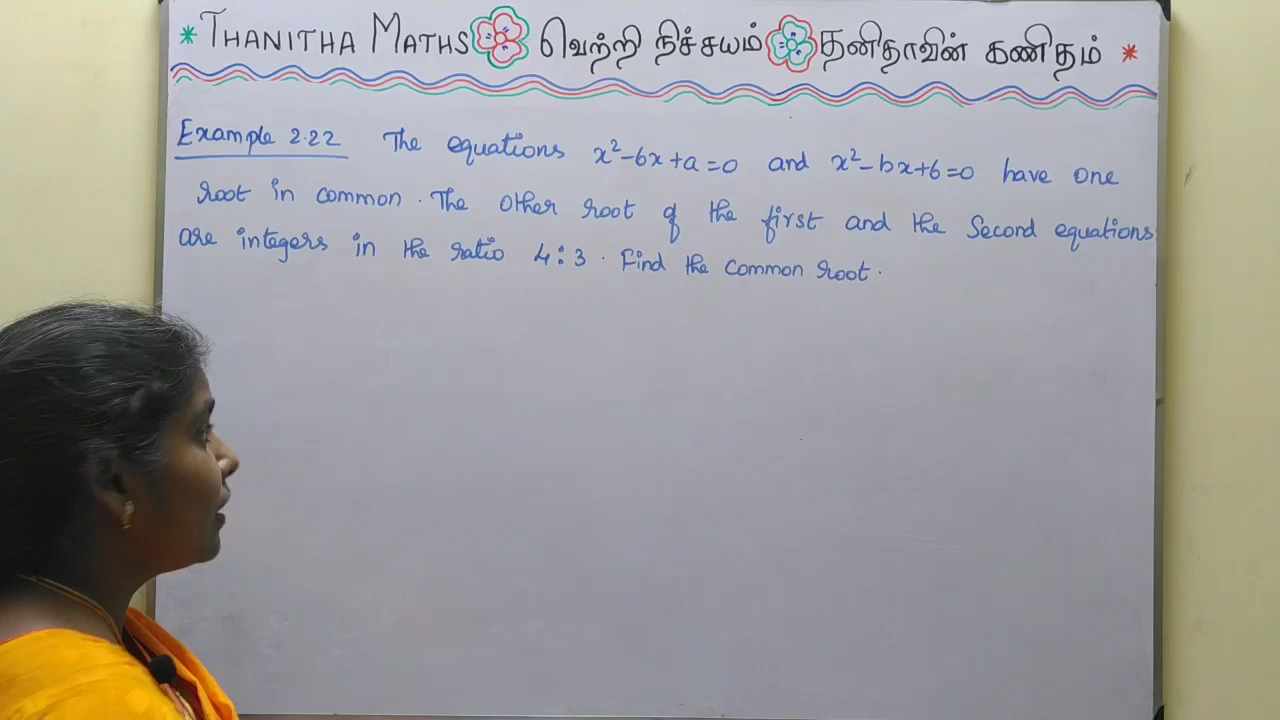 * THANITHA MATHS வெற்றி நிச்சயம் தனிதாவின் கணிதம் *
Example 2.22 The equations x²-6x+a=0 and x²-bx+6=0 have one
root in common. The other root of the first and the Second equations
are integers in the ratio 4:3. Find the common root.